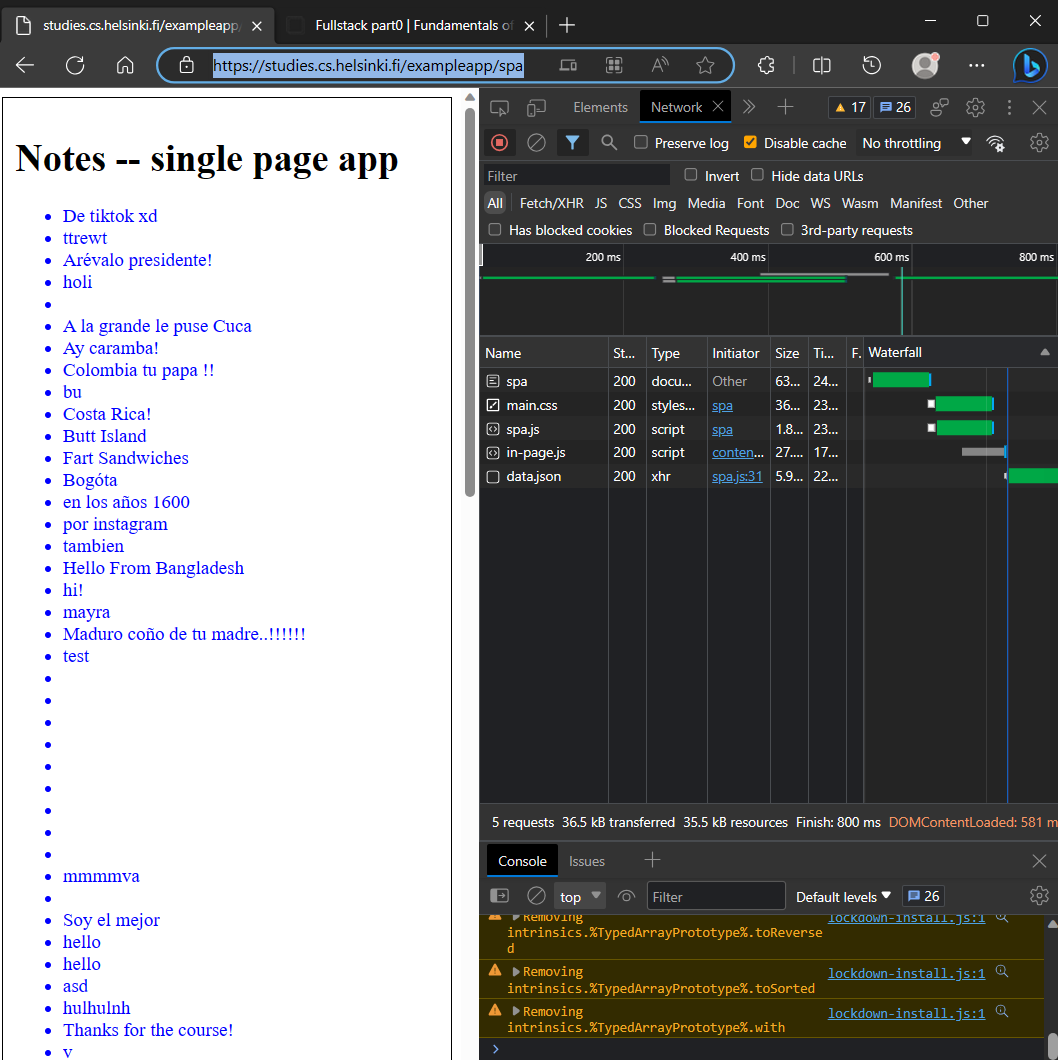 studies.cs.helsinki.fi/exampleapp/
Fullstack part0 | Fundamentals of
https://studies.cs.helsinki.fi/exampleapp/spa
Notes -- single page app
De tiktok xd
ttrewt
Arévalo presidente!
holi
A la grande le puse Cuca
Ay caramba!
Colombia tu papa !!
bu
Costa Rica!
Butt Island
Fart Sandwiches
Bogóta
en los años 1600
por instagram
tambien
Hello From Bangladesh
hi!
mayra
Maduro coño de tu madre..!!!!!!
test
mmmmva
Soy el mejor
hello
hello
asd
hulhulnh
Thanks for the course!
v
Elements Network 17 26
Preserve log Disable cache No throttling
Filter Invert Hide data URLs
All Fetch/XHR JS CSS Img Media Font Doc WS Wasm Manifest Other
Has blocked cookies Blocked Requests 3rd-party requests
200 ms 400 ms 600 ms 800 ms
Name St... Type Initiator Size Ti... F. Waterfall
spa 200 docu... Other 63... 24...
main.css 200 styles... spa 36... 23...
spa.js 200 script spa 1.8... 23...
in-page.js 200 script conten... 27.... 17...
data.json 200 xhr spa.js:31 5.9... 22...
5 requests 36.5 kB transferred 35.5 kB resources Finish: 800 ms DOMContentLoaded: 581 m
Console Issues
top Filter Default levels 26
Removing lockdown-install.js:1
intrinsics.%TypedArrayPrototype%.toReverse
d
Removing lockdown-install.js:1
intrinsics.%TypedArrayPrototype%.toSorted
Removing lockdown-install.js:1
intrinsics.%TypedArrayPrototype%.with